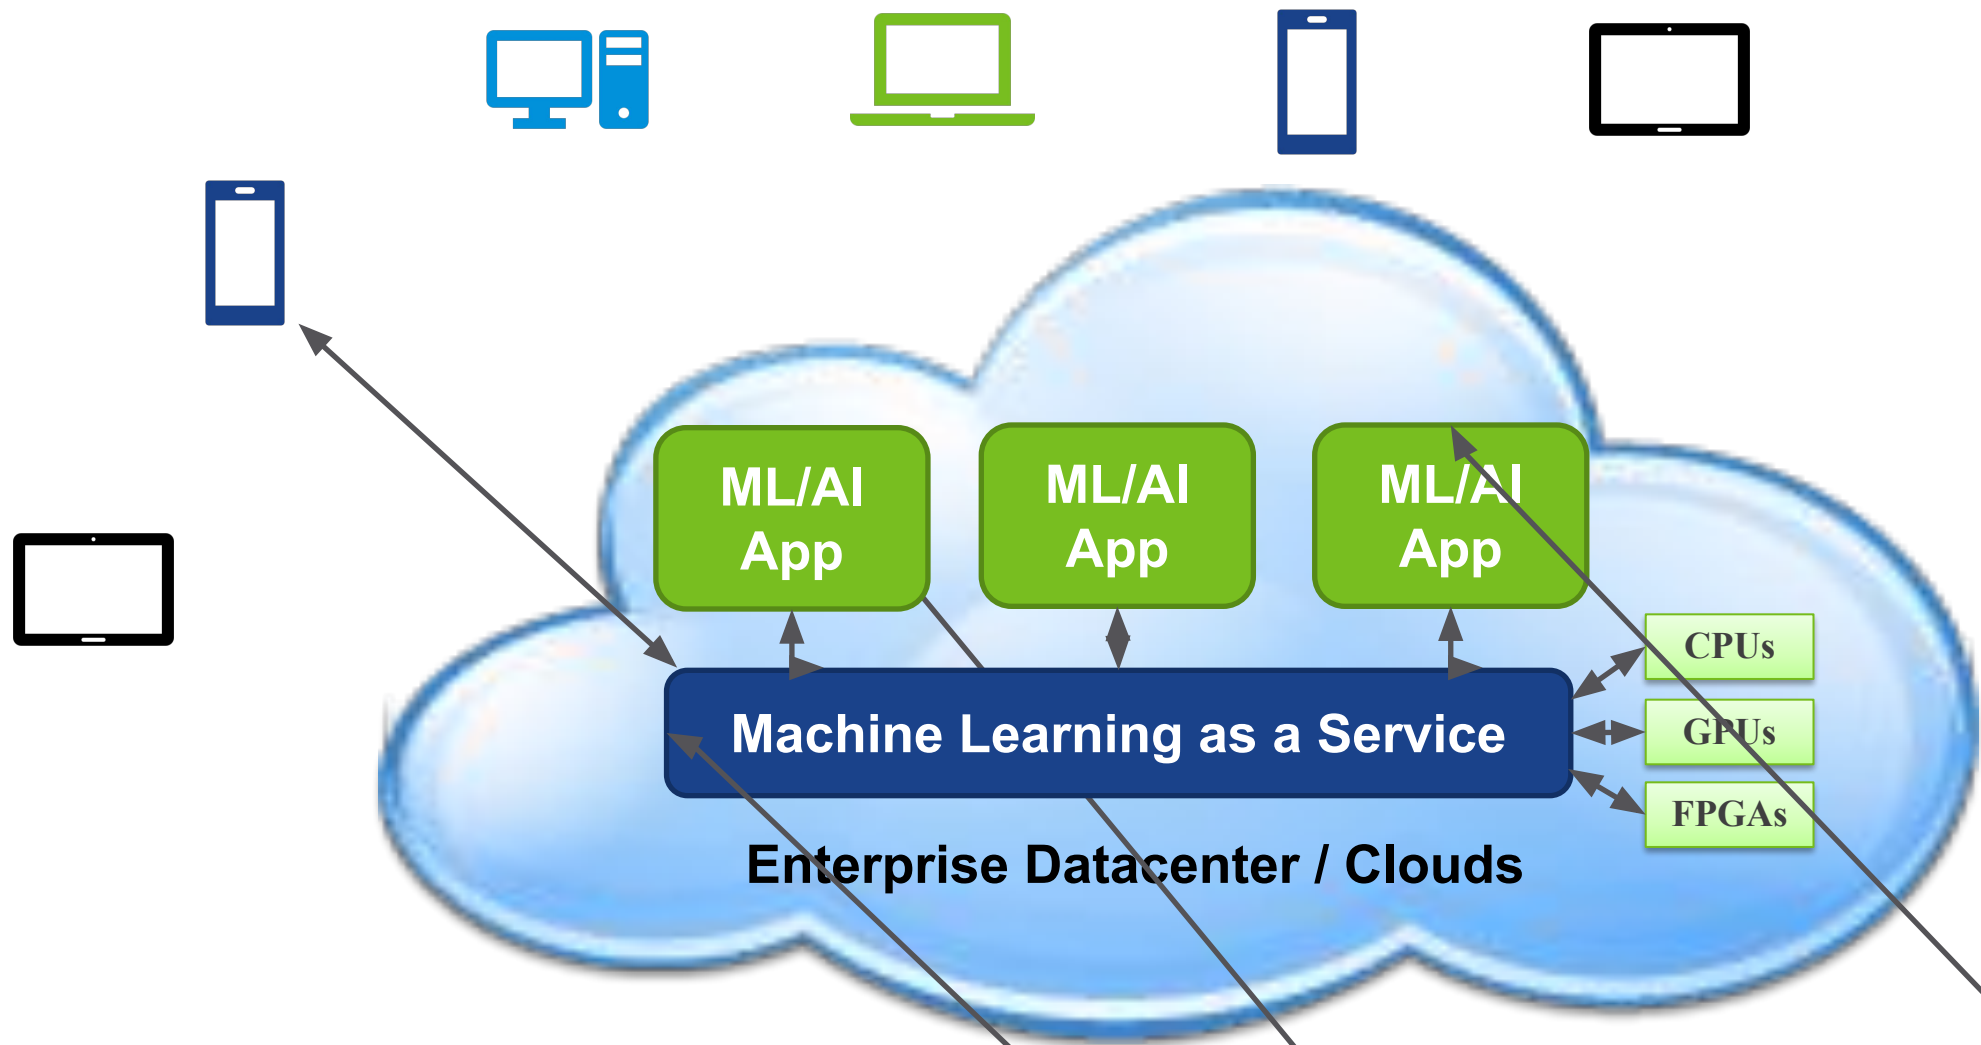 ML/AI
App
ML/AI
App
ML/AI
App
CPUs
Machine Learning as a Service
GPUs
FPGAs
Enterprise Datacenter / Clouds